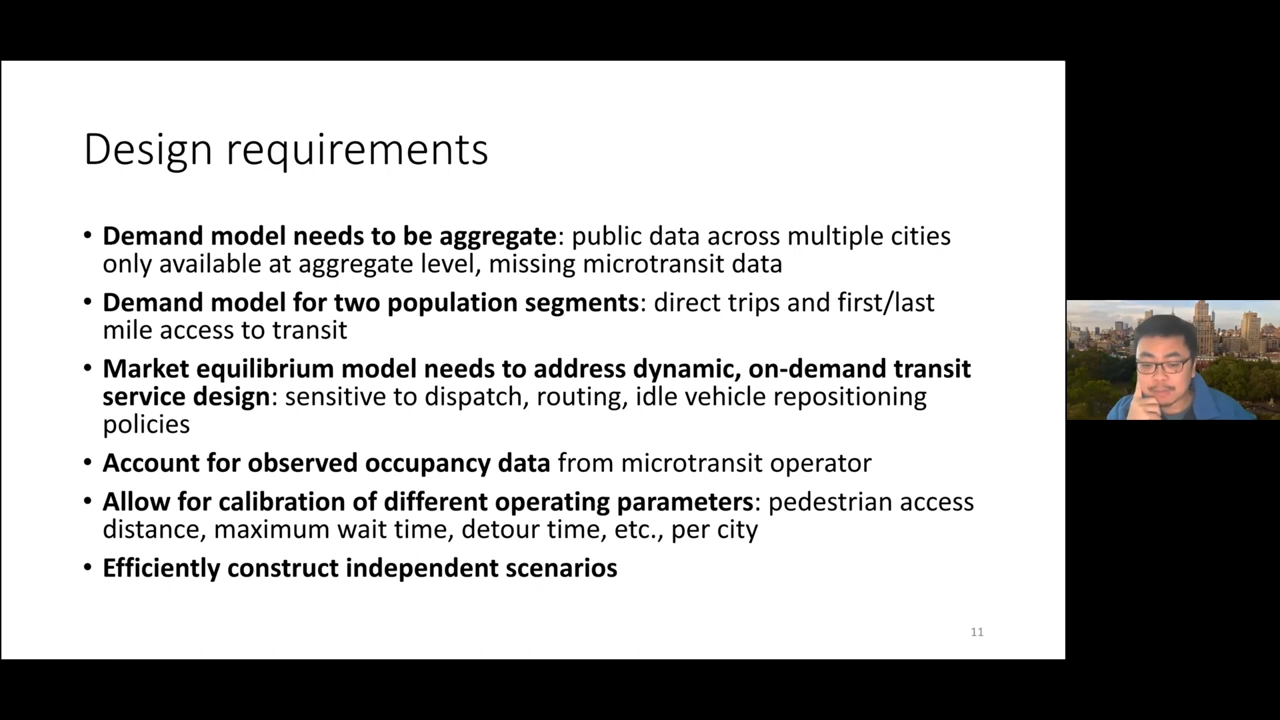 Design requirements
• Demand model needs to be aggregate: public data across multiple cities
only available at aggregate level, missing microtransit data
• Demand model for two population segments: direct trips and first/last
mile access to transit
• Market equilibrium model needs to address dynamic, on-demand transit
service design: sensitive to dispatch, routing, idle vehicle repositioning
policies
• Account for observed occupancy data from microtransit operator
• Allow for calibration of different operating parameters: pedestrian access
distance, maximum wait time, detour time, etc., per city
• Efficiently construct independent scenarios
11